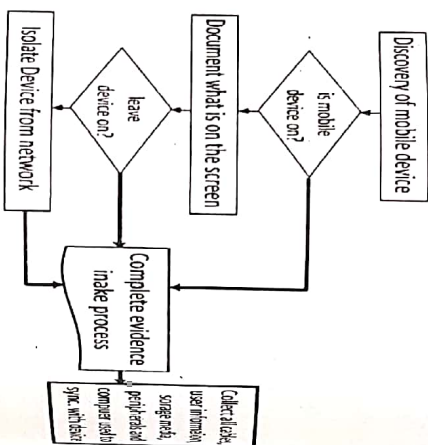 Discovery of mobile device
is mobile
device on?
Document what is on the screen
leave
device on?
Isolate Device from network
Complete evidence
inake process
Collect all cables,
user information,
storage media,
peripherals and
computer used to
sync. with device